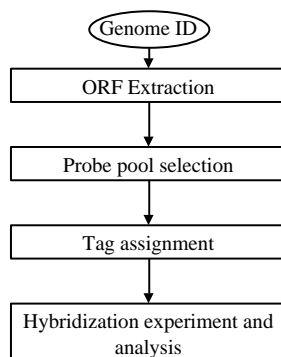 Genome ID
ORF Extraction
Probe pool selection
Tag assignment
Hybridization experiment and
analysis